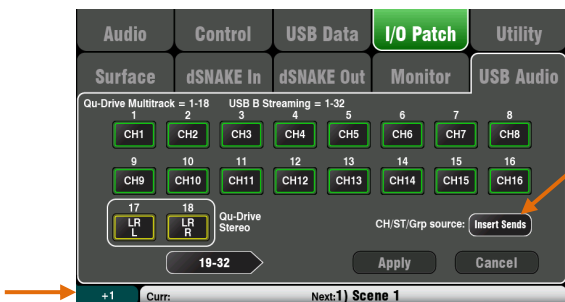 Audio Control USB Data I/O Patch Utility
Surface dSNAKE In dSNAKE Out Monitor USB Audio
Qu-Drive Multitrack = 1-18 USB B Streaming = 1-32
1 2 3 4 5 6 7 8
CH1 CH2 CH3 CH4 CH5 CH6 CH7 CH8
9 10 11 12 13 14 15 16
CH9 CH10 CH11 CH12 CH13 CH14 CH15 CH16
17 18
LR L LR R Qu-Drive Stereo
CH/ST/Grp source: Insert Sends
19-32 Apply Cancel
+1 Curr: Next:1) Scene 1